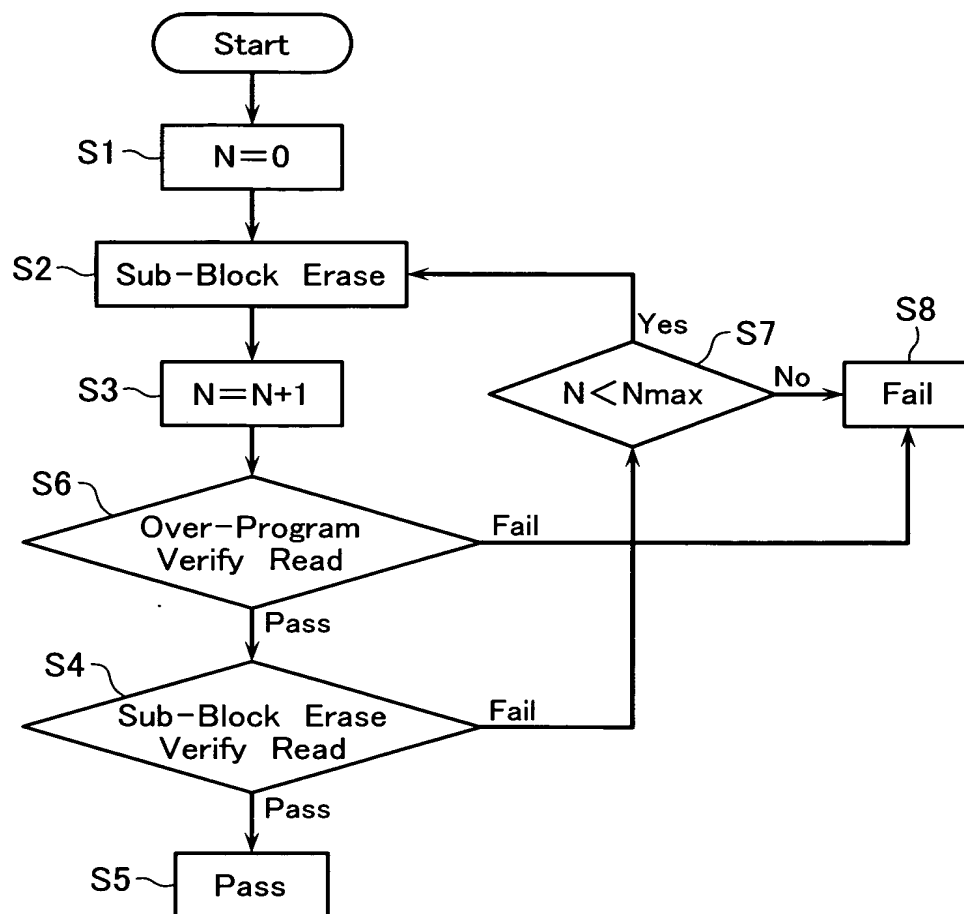 Start
S1
N=0
S2
Sub-Block Erase
S3
N=N+1
Yes
S7
N<Nmax
No
S8
Fail
S6
Over-Program
Verify Read
Fail
Pass
S4
Sub-Block Erase
Verify Read
Fail
Pass
S5
Pass